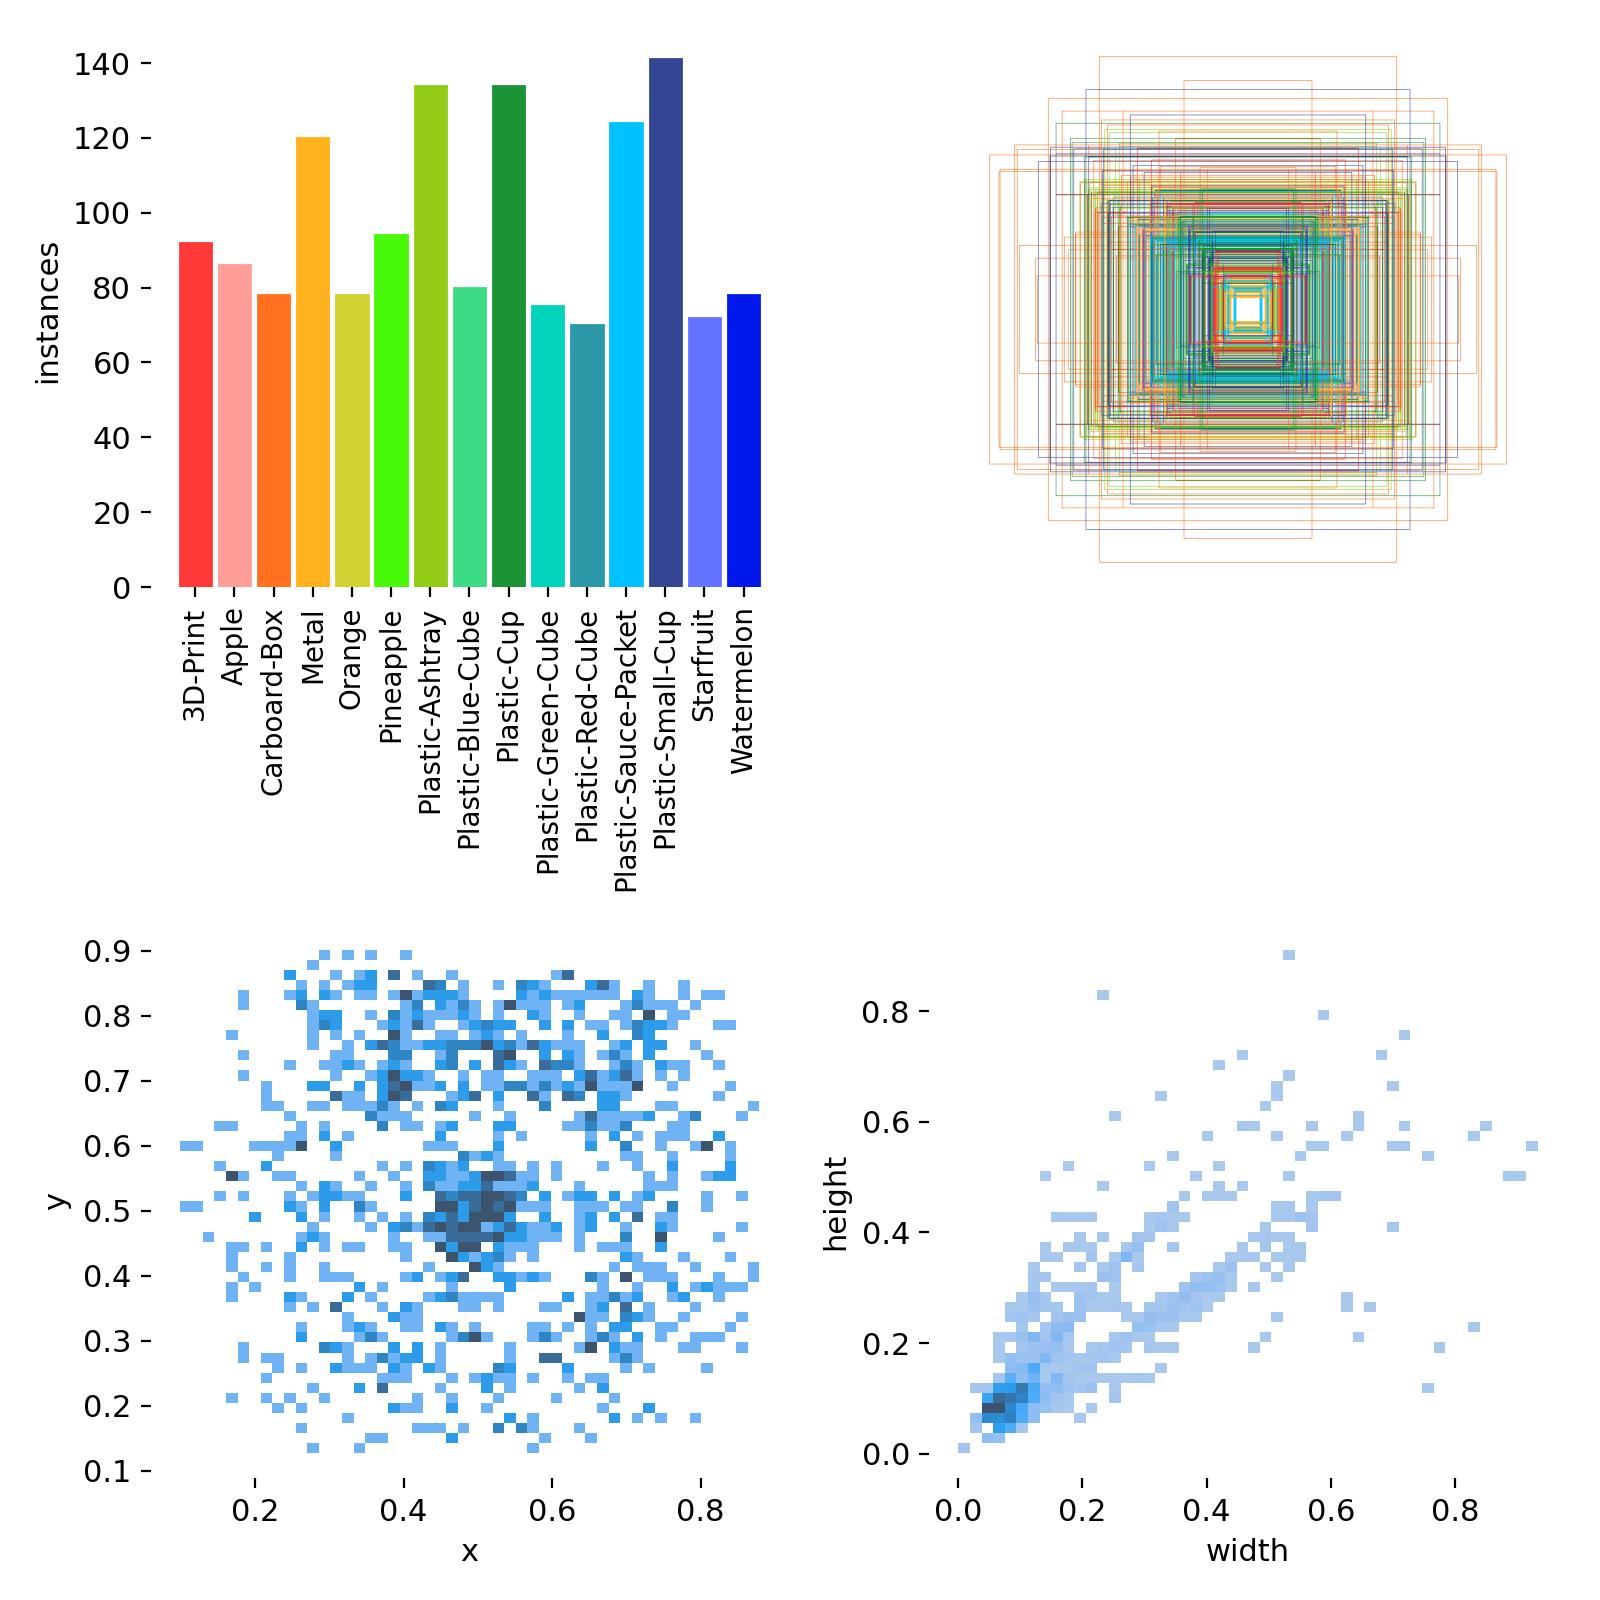 140
120
100
80
60
40
20
0
instances
3D-Print
Apple
Carboard-Box
Metal
Orange
Pineapple
Plastic-Ashtray
Plastic-Blue-Cube
Plastic-Cup
Plastic-Green-Cube
Plastic-Red-Cube
Plastic-Sauce-Packet
Plastic-Small-Cup
Starfruit
Watermelon
0.9
0.8
0.7
0.6
0.5
0.4
0.3
0.2
0.1
y
0.2 0.4 0.6 0.8
x
0.8
0.6
0.4
0.2
0.0
height
0.0 0.2 0.4 0.6 0.8
width